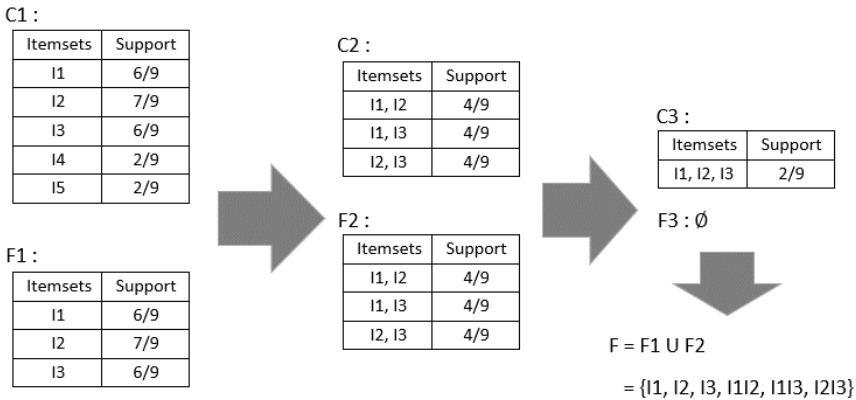 C1 :
Itemsets Support
I1 6/9
I2 7/9
I3 6/9
I4 2/9
I5 2/9
F1 :
Itemsets Support
I1 6/9
I2 7/9
I3 6/9
C2 :
Itemsets Support
I1, I2 4/9
I1, I3 4/9
I2, I3 4/9
F2 :
Itemsets Support
I1, I2 4/9
I1, I3 4/9
I2, I3 4/9
C3 :
Itemsets Support
I1, I2, I3 2/9
F3 : Ø
F = F1 U F2
= {I1, I2, I3, I1I2, I1I3, I2I3}